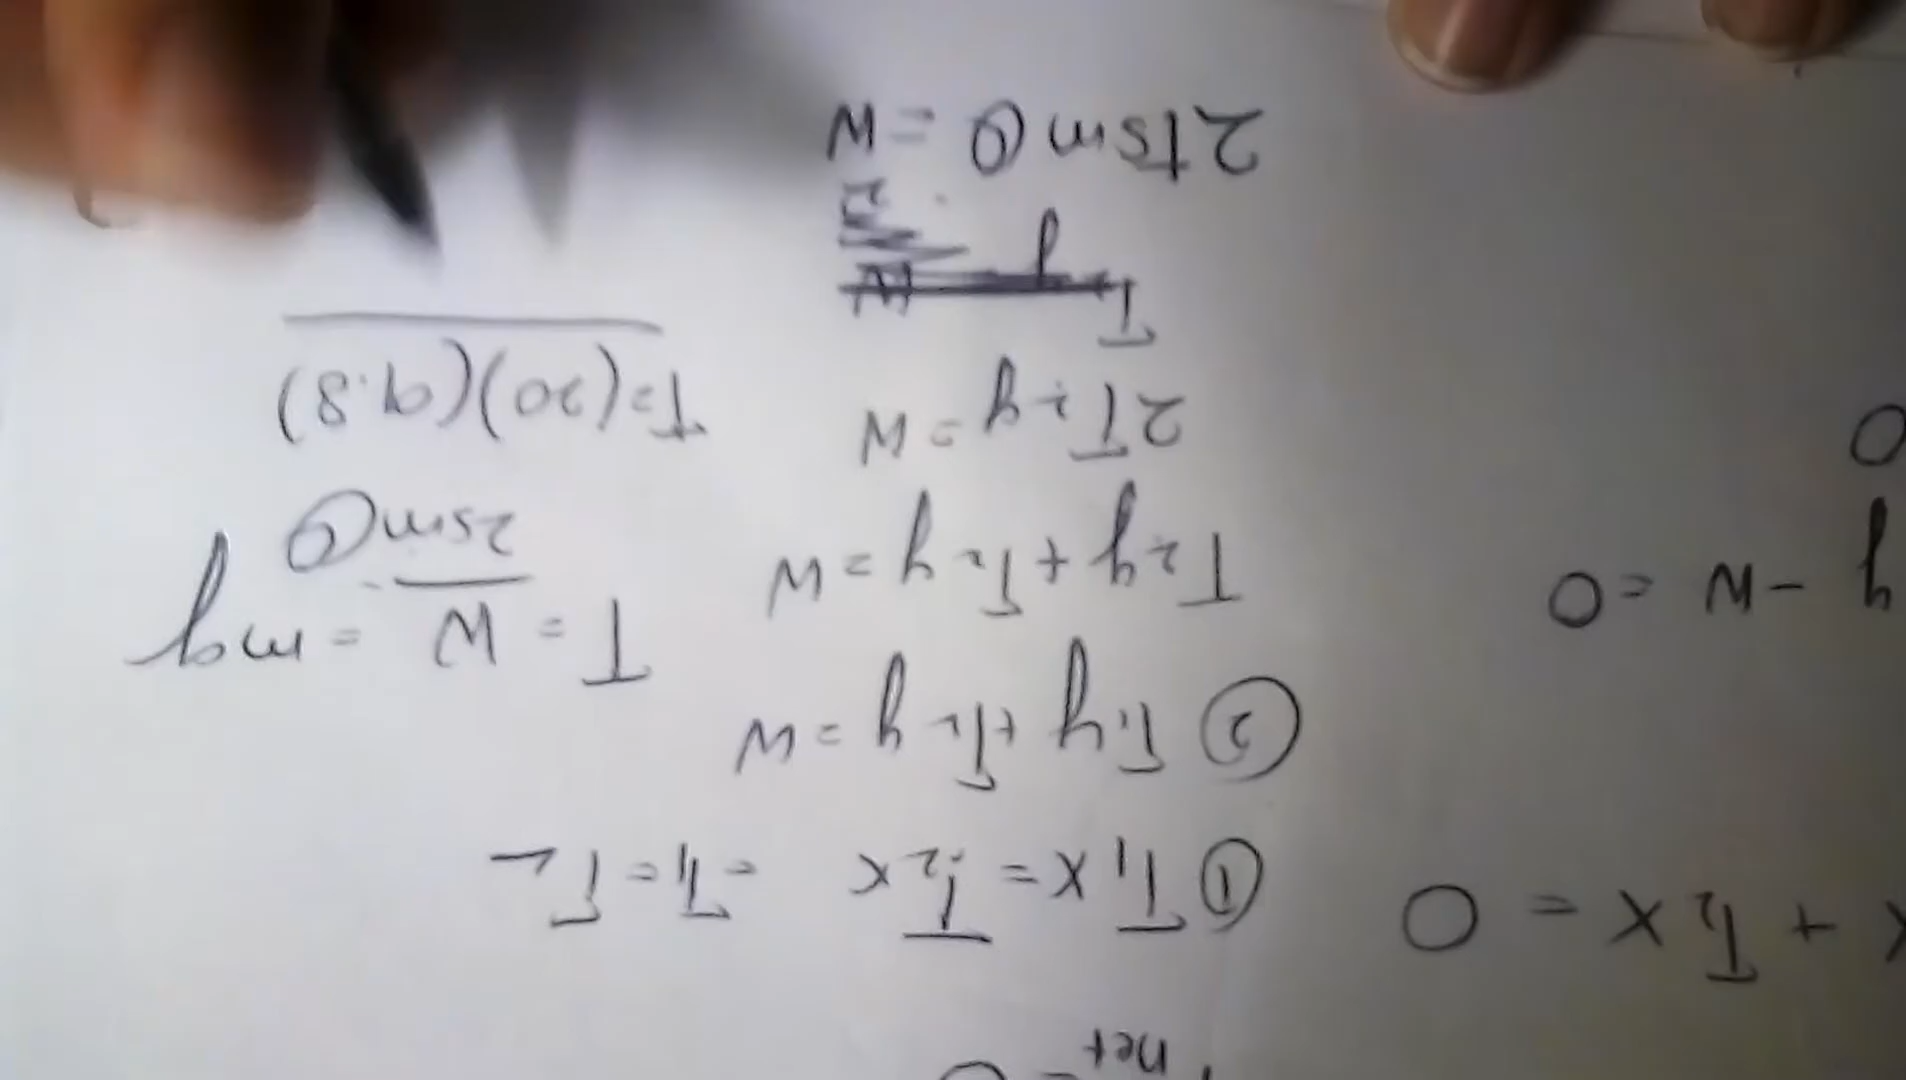 net = 0
x + T₂x = 0
y - W = 0
0
① T₁x = T₂x = T₁ = T₂
② T₁y + T₂y = W
T₂y + T₂y = W
2T₂y = W
2Tsin θ = W
T = W = mg
2sin θ
T = (20)(9.8)